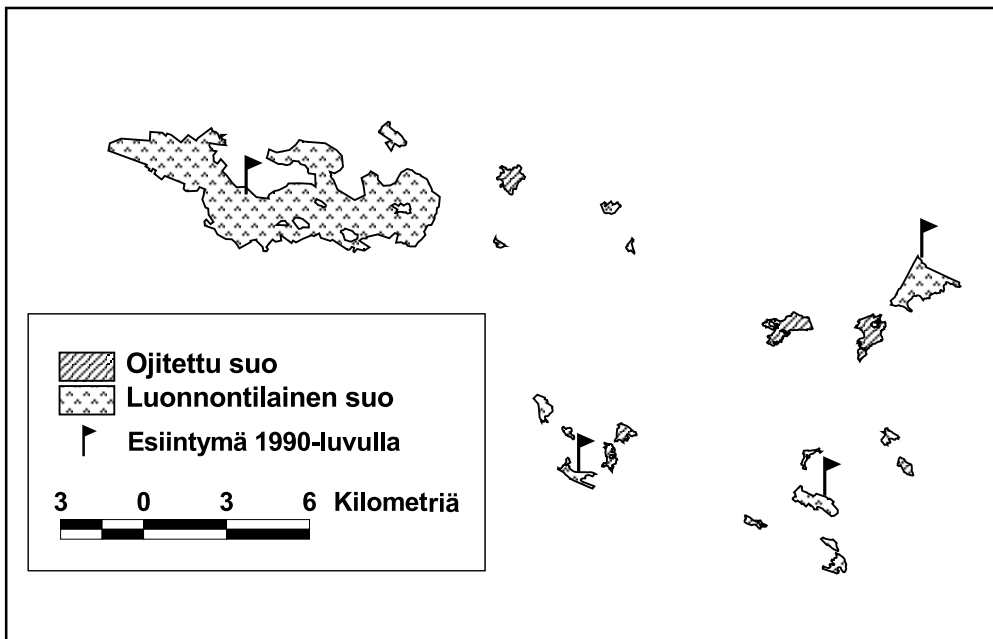 Ojitettu suo
Luonnontilainen suo
Esiintymä 1990-luvulla
3 0 3 6 Kilometriä